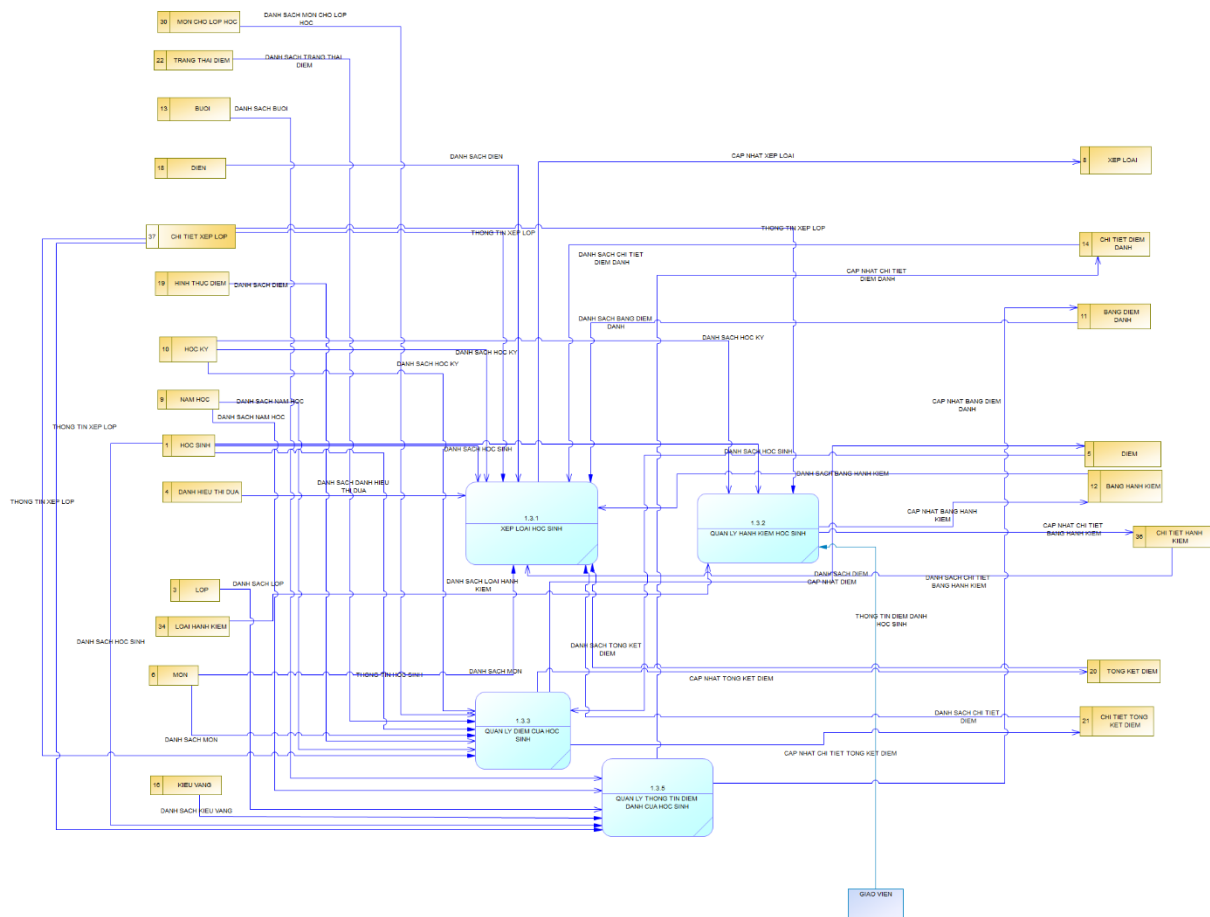 DANH SACH MON CHO LOP
HOC
30 MON CHO LOP HOC
22 TRANG THAI DIEM
DANH SACH TRANG THAI
DIEM
13 BUOI
DANH SACH BUOI
DIEN
DANH SACH DIEN
CAP NHAT XEP LOAI
XEP LOAI
37 CHI TIET XEP LOP
THONG TIN XEP LOP
THONG TIN XEP LOP
14 CHI TIET DIEM
DANH
DANH SACH CHI TIET
DIEM DANH
CAP NHAT CHI TIET
DIEM DANH
19 HINH THUC DIEM
DANH SACH DIEM
11 BANG DIEM
DANH
DANH SACH BANG DIEM
DANH
HOC KY
DANH SACH HOC KY
DANH SACH HOC KY
DANH SACH HOC KY
9 NAM HOC
DANH SACH NAM HOC
DANH SACH NAM HOC
CAP NHAT BANG DIEM
DANH
THONG TIN XEP LOP
1 HOC SINH
DANH SACH HOC SINH
DANH SACH HOC SINH
5 DIEM
DANH SACH BANG HANH KIEM
12 BANG HANH KIEM
4 DANH HIEU THI DUA
DANH SACH DANH HIEU
THI DUA
THONG TIN XEP LOP
1.3.1
XEP LOAI HOC SINH
1.3.2
QUAN LY HANH KIEM HOC SINH
CAP NHAT BANG HANH
KIEM
CAP NHAT CHI TIET
BANG HANH KIEM
36 CHI TIET HANH
KIEM
DANH SACH DIEM
CAP NHAT DIEM
DANH SACH CHI TIET
BANG HANH KIEM
3 LOP
DANH SACH LOP
DANH SACH LOAI HANH
KIEM
34 LOAI HANH KIEM
THONG TIN DIEM DANH
HOC SINH
DANH SACH HOC SINH
DANH SACH TONG KET
DIEM
6 MON
THONG TIN HOC SINH
DANH SACH MON
CAP NHAT TONG KET DIEM
20 TONG KET DIEM
1.3.3
QUAN LY DIEM CUA HOC
SINH
DANH SACH CHI TIET
DIEM
21 CHI TIET TONG
KET DIEM
DANH SACH MON
CAP NHAT CHI TIET TONG KET DIEM
KIEU VANG
DANH SACH KIEU VANG
1.3.5
QUAN LY THONG TIN DIEM
DANH CUA HOC SINH
GIAO VIEN